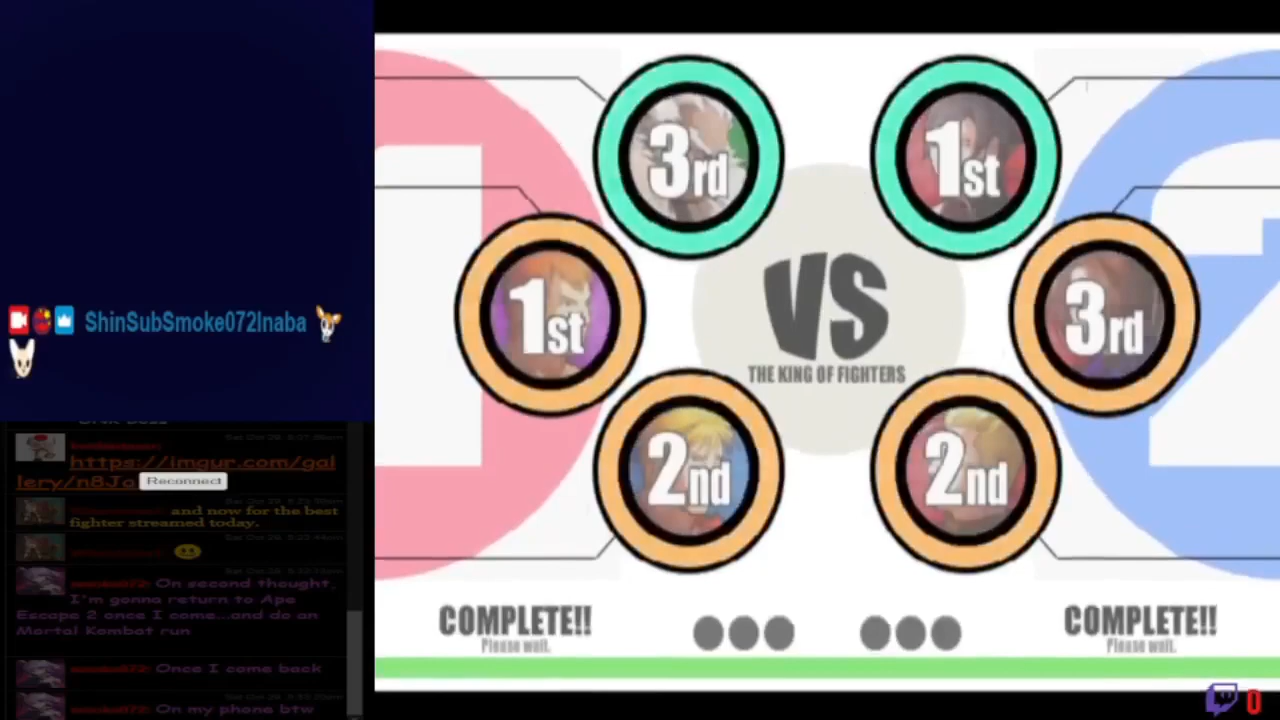 3rd
1st
1st
3rd
VS
THE KING OF FIGHTERS
2nd
2nd
COMPLETE!!
Please wait.
COMPLETE!!
Please wait.
1
2
ShinSubSmoke072Inaba
https://imgur.com/gal
lery/n8Jo
Reconnect
and now for the best
fighter streamed today.
On second thought,
I'm gonna return to Ape
Escape 2 once I come...and do an
Mortal Kombat run
Once I come back
On my phone btw
0